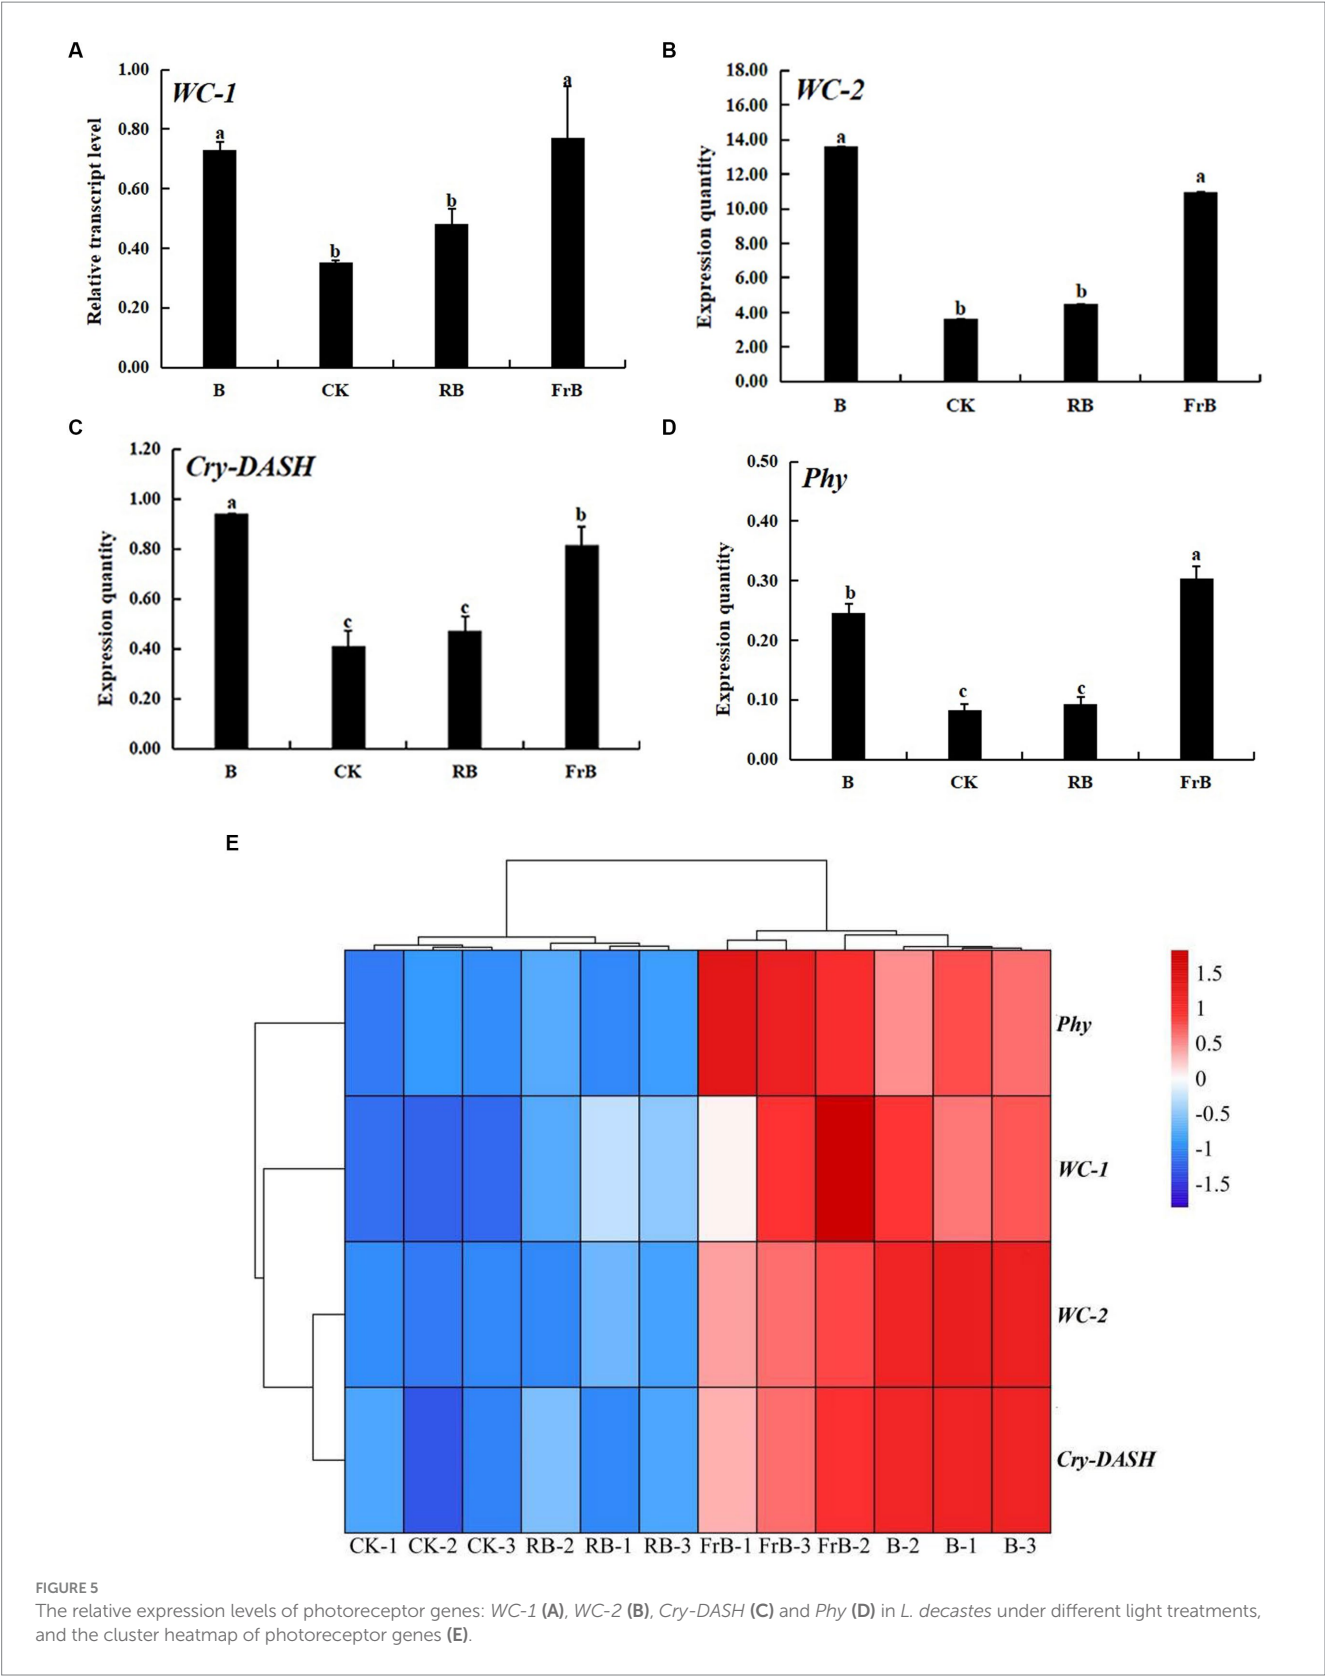 A
WC-1
Relative transcript level
1.00
0.80
0.60
0.40
0.20
0.00
a
b
b
a
B CK RB FrB
B
WC-2
Expression quantity
18.00
16.00
14.00
12.00
10.00
8.00
6.00
4.00
2.00
0.00
a
b
b
a
B CK RB FrB
C
Cry-DASH
Expression quantity
1.20
1.00
0.80
0.60
0.40
0.20
0.00
a
c
c
b
B CK RB FrB
D
Phy
Expression quantity
0.50
0.40
0.30
0.20
0.10
0.00
b
c
c
a
B CK RB FrB
E
Phy
WC-1
WC-2
Cry-DASH
1.5
1
0.5
0
-0.5
-1
-1.5
CK-1 CK-2 CK-3 RB-2 RB-1 RB-3 FrB-1 FrB-3 FrB-2 B-2 B-1 B-3
FIGURE 5
The relative expression levels of photoreceptor genes: WC-1 (A), WC-2 (B), Cry-DASH (C) and Phy (D) in L. decastes under different light treatments,
and the cluster heatmap of photoreceptor genes (E).